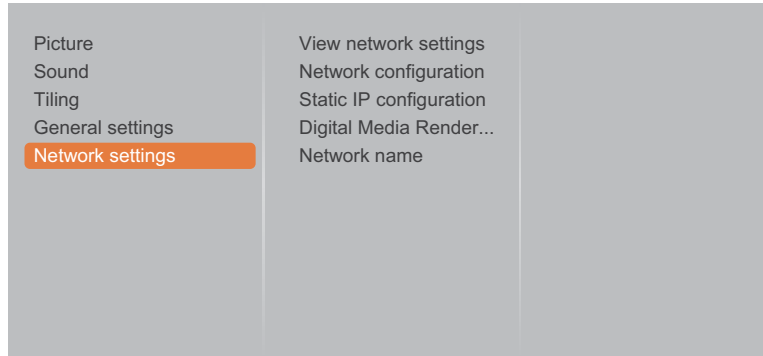 Picture
Sound
Tiling
General settings
Network settings
View network settings
Network configuration
Static IP configuration
Digital Media Render...
Network name